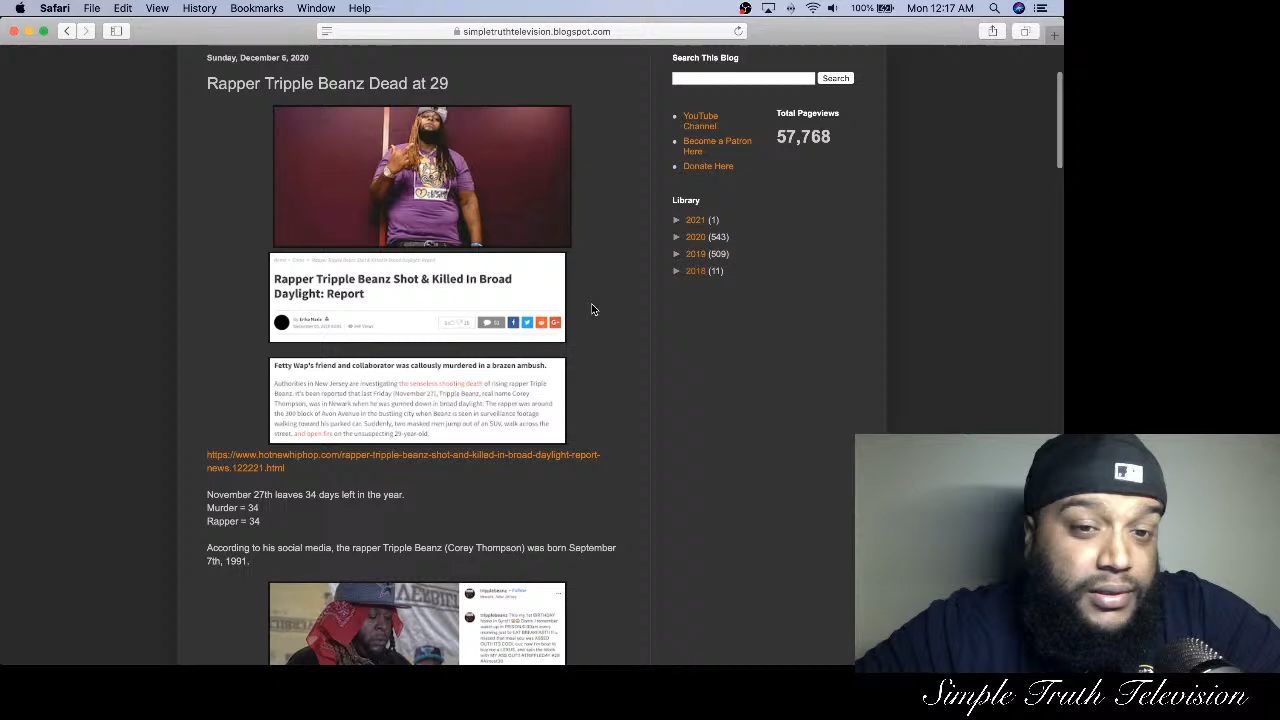 Safari File Edit View History Bookmarks Window Help
100% Mon 12:17 AM
simpletruthtelevision.blogspot.com
Sunday, December 6, 2020
Rapper Tripple Beanz Dead at 29
Rapper Tripple Beanz Shot & Killed In Broad
Daylight: Report
Fetty Wap's friend and collaborator was callously murdered in a brazen ambush.
Authorities in New Jersey are investigating the senseless shooting death of rising rapper Triple
Beanz. It's been reported that last Friday (November 27), Tripple Beanz, real name Corey
Thompson, was in Newark when he was gunned down in broad daylight. The rapper was around
the 300 block of Avon Avenue in the bustling city when Beanz is seen in surveillance footage
walking toward his parked car. Suddenly, two masked men jump out of an SUV, walk across the
street, and open fire on the unsuspecting 29-year-old.
https://www.hotnewhiphop.com/rapper-tripple-beanz-shot-and-killed-in-broad-daylight-report-
news.122221.html
November 27th leaves 34 days left in the year.
Murder = 34
Rapper = 34
According to his social media, the rapper Tripple Beanz (Corey Thompson) was born September
7th, 1991.
Search This Blog
Search
YouTube
Channel
Become a Patron
Here
Donate Here
Total Pageviews
57,768
Library
2021 (1)
2020 (543)
2019 (509)
2018 (11)
Simple Truth Television